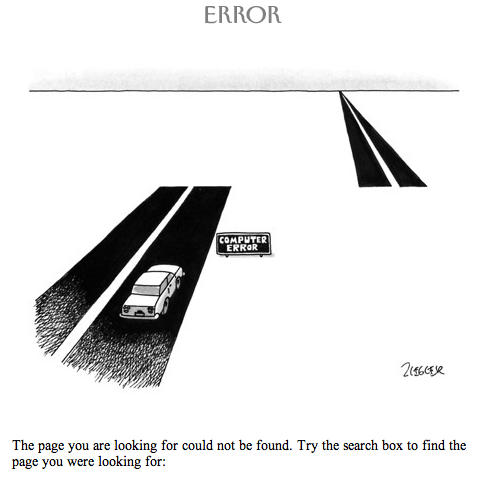 ERROR
COMPUTER
ERROR
ZIEGLER
The page you are looking for could not be found. Try the search box to find the
page you were looking for: